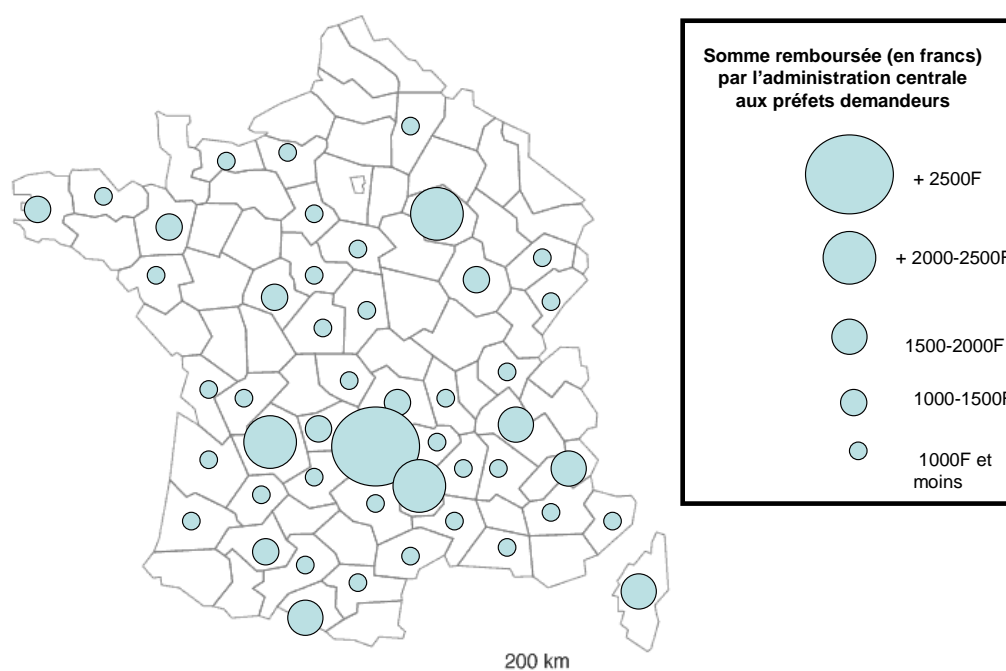 Somme remboursée (en francs)
par l'administration centrale
aux préfets demandeurs
+ 2500F
+ 2000-2500F
1500-2000F
1000-1500F
1000F et
moins
200 km